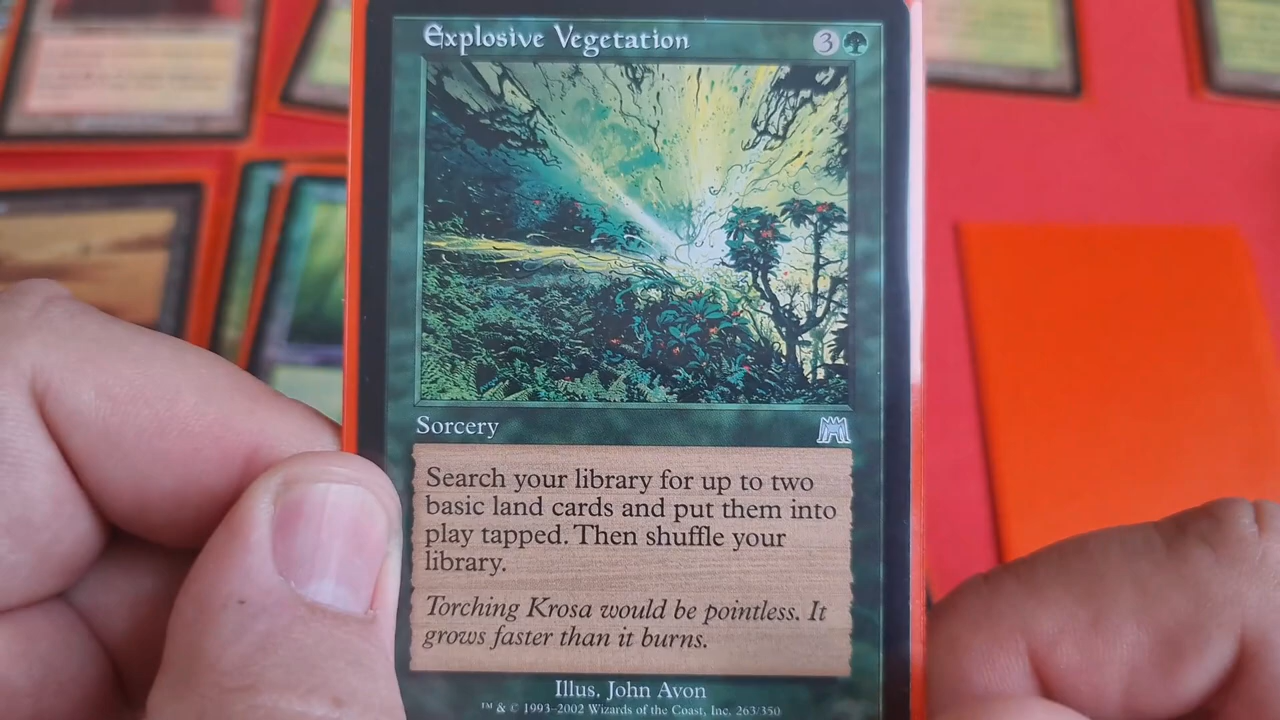 Explosive Vegetation 3
Sorcery
Search your library for up to two
basic land cards and put them into
play tapped. Then shuffle your
library.
Torching Krosa would be pointless. It
grows faster than it burns.
Illus. John Avon
™ & © 1993-2002 Wizards of the Coast, Inc. 263/350